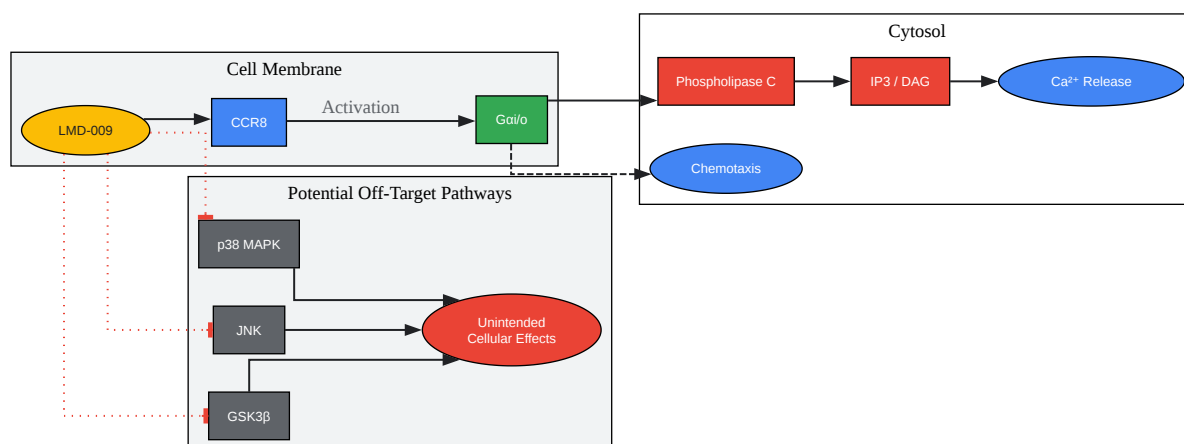 Cytosol
Cell Membrane
Phospholipase C
IP3 / DAG
Ca²⁺ Release
LMD-009
CCR8
Activation
Gαi/o
Chemotaxis
Potential Off-Target Pathways
p38 MAPK
JNK
Unintended
Cellular Effects
GSK3β